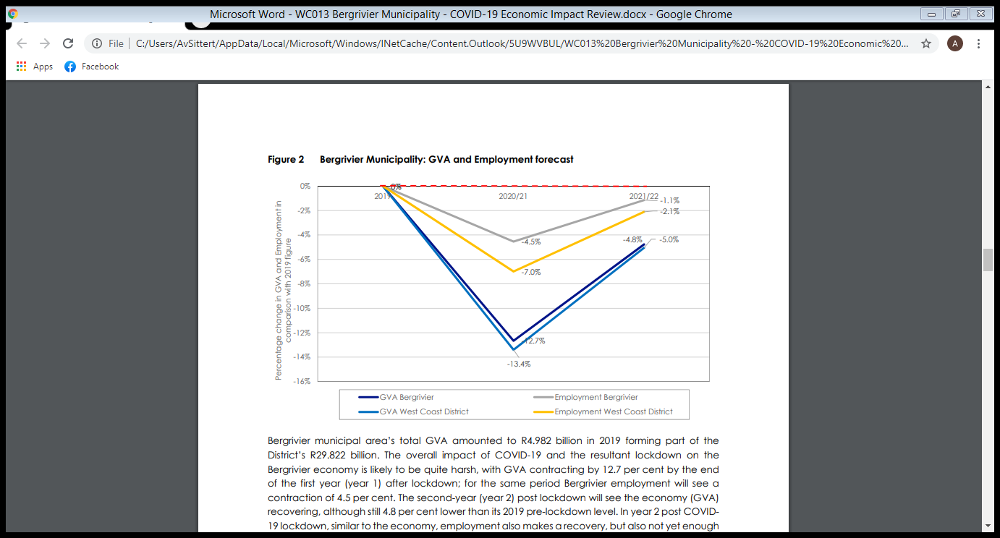 Microsoft Word - WC013 Bergrivier Municipality - COVID-19 Economic Impact Review.docx - Google Chrome
File | C:/Users/AvSittert/AppData/Local/Microsoft/Windows/INetCache/Content.Outlook/5U9WVBUL/WC013%20Bergrivier%20Municipality%20-%20COVID-19%20Economic%20... A
Apps Facebook
Figure 2 Bergrivier Municipality: GVA and Employment forecast
Percentage change in GVA and Employment in
comparison with 2019 figure
0% 0%
2019 2020/21 2021/22
-1.1%
-2% -2.1%
-4% -4.5% -4.8% -5.0%
-6%
-7.0%
-8%
-10%
-12% -12.7%
-14% -13.4%
-16%
GVA Bergrivier Employment Bergrivier
GVA West Coast District Employment West Coast District
Bergrivier municipal area's total GVA amounted to R4.982 billion in 2019 forming part of the
District's R29.822 billion. The overall impact of COVID-19 and the resultant lockdown on the
Bergrivier economy is likely to be quite harsh, with GVA contracting by 12.7 per cent by the end
of the first year (year 1) after lockdown; for the same period Bergrivier employment will see a
contraction of 4.5 per cent. The second-year (year 2) post lockdown will see the economy (GVA)
recovering, although still 4.8 per cent lower than its 2019 pre-lockdown level. In year 2 post COVID-
19 lockdown, similar to the economy, employment also makes a recovery, but also not yet enough